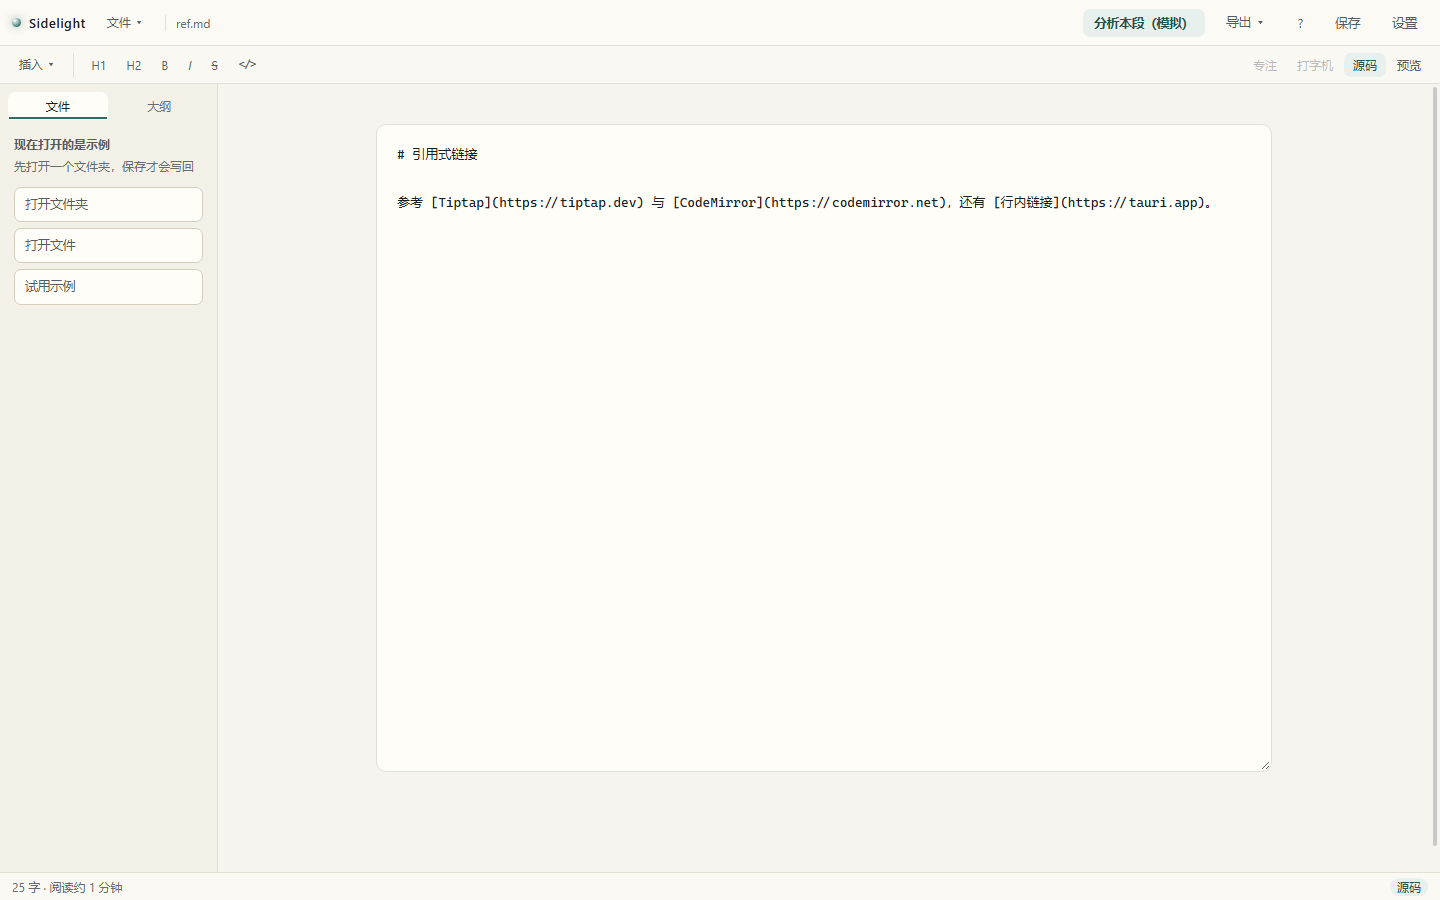 Sidelight 文件 ▾ ref.md 分析本段（模拟） 导出 ▾ ? 保存 设置
插入 ▾ H1 H2 B I S </> 专注 打字机 源码 预览
文件 大纲
现在打开的是示例
先打开一个文件夹，保存才会写回
打开文件夹
打开文件
试用示例
# 引用式链接
参考 [Tiptap](https://tiptap.dev) 与 [CodeMirror](https://codemirror.net)，还有 [行内链接](https://tauri.app)。
25 字 · 阅读约 1 分钟 源码